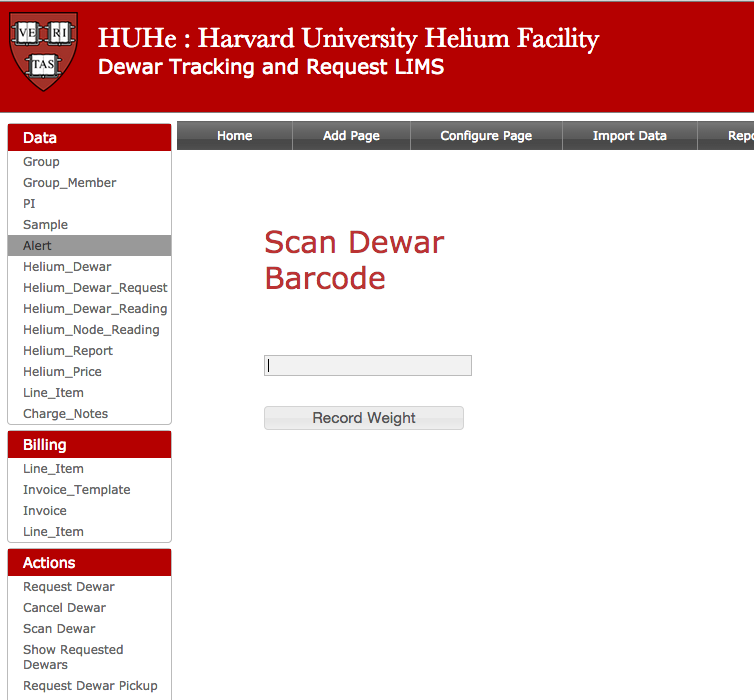 VE RI
TAS
HUHe : Harvard University Helium Facility
Dewar Tracking and Request LIMS
Home Add Page Configure Page Import Data Repo
Data
Group
Group_Member
PI
Sample
Alert
Helium_Dewar
Helium_Dewar_Request
Helium_Dewar_Reading
Helium_Node_Reading
Helium_Report
Helium_Price
Line_Item
Charge_Notes
Billing
Line_Item
Invoice_Template
Invoice
Line_Item
Actions
Request Dewar
Cancel Dewar
Scan Dewar
Show Requested
Dewars
Request Dewar Pickup
Scan Dewar
Barcode
Record Weight